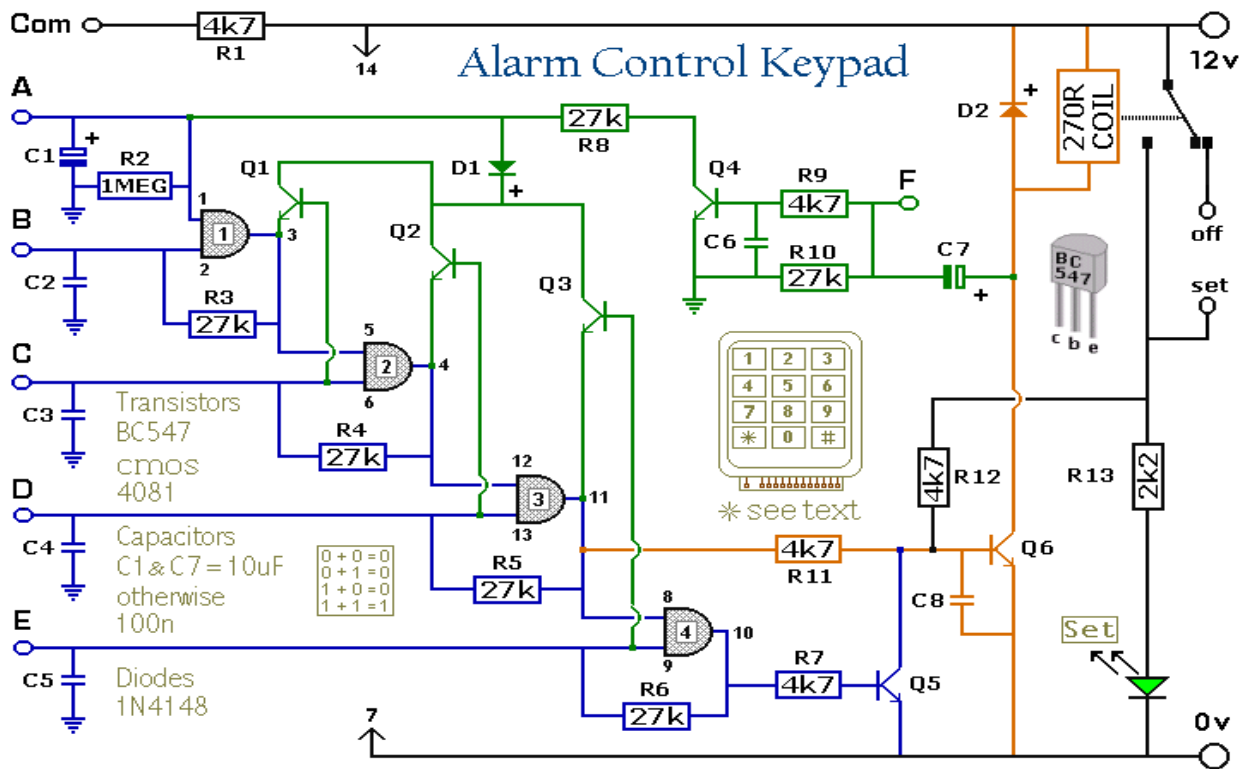 Com
4k7
R1
14
Alarm Control Keypad
12v
A
C1
+
R2
1MEG
Q1
D1
+
27k
R8
Q4
R9
4k7
F
D2
+
270R
COIL
1
1
2
3
B
C2
R3
27k
Q2
C6
R10
27k
C7
+
off
set
BC
547
c b e
Q3
5
2
4
6
C
C3
Transistors
BC547
cmos
4081
R4
27k
1 2 3
4 5 6
7 8 9
* 0 #
* see text
4k7
R12
R13
2k2
12
3
11
13
D
C4
Capacitors
C1&C7=10uF
otherwise
100n
0 + 0 = 0
0 + 1 = 0
1 + 0 = 0
1 + 1 = 1
R5
27k
4k7
R11
Q6
C8
8
4
10
9
E
C5
Diodes
1N4148
R6
27k
R7
4k7
Q5
Set
7
0v